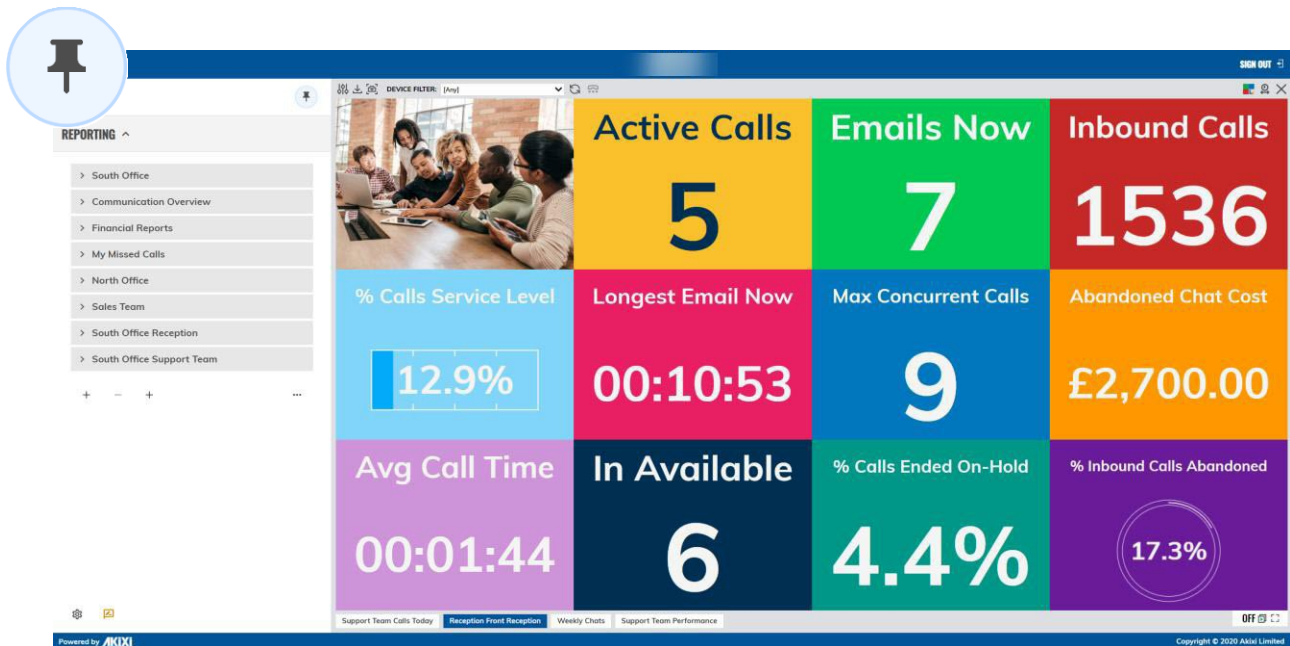 SIGN OUT
DEVICE FILTER: [Any]
REPORTING
South Office
Communication Overview
Financial Reports
My Missed Calls
North Office
Sales Team
South Office Reception
South Office Support Team
Active Calls
5
Emails Now
7
Inbound Calls
1536
% Calls Service Level
12.9%
Longest Email Now
00:10:53
Max Concurrent Calls
9
Abandoned Chat Cost
£2,700.00
Avg Call Time
00:01:44
In Available
6
% Calls Ended On-Hold
4.4%
% Inbound Calls Abandoned
17.3%
Support Team Calls Today
Reception Front Reception
Weekly Chats
Support Team Performance
OFF
Powered by AKIXI
Copyright © 2020 Akixi Limited